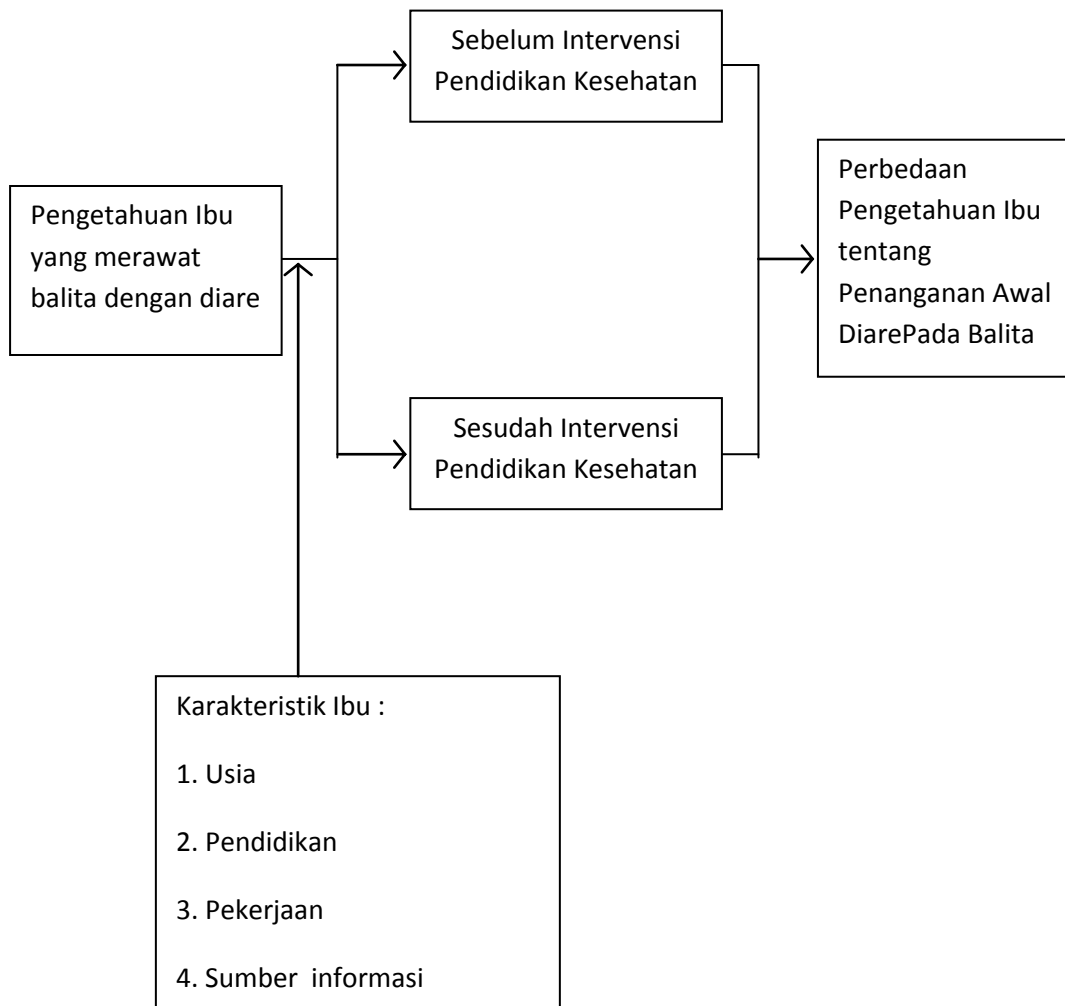 Sebelum Intervensi
Pendidikan Kesehatan
Pengetahuan Ibu
yang merawat
balita dengan diare
Perbedaan
Pengetahuan Ibu
tentang
Penanganan Awal
DiarePada Balita
Sesudah Intervensi
Pendidikan Kesehatan
Karakteristik Ibu :
1. Usia
2. Pendidikan
3. Pekerjaan
4. Sumber informasi